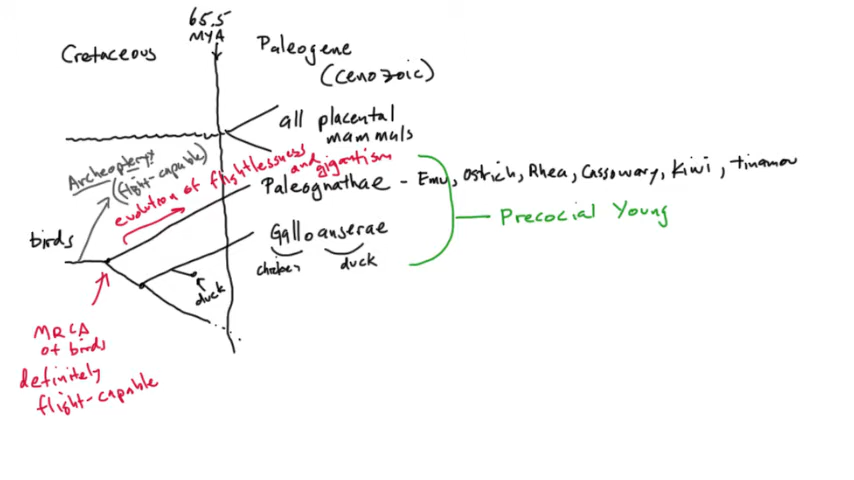 65.5
MYA
Cretaceous
Paleogene
(Cenozoic)
all placental
mammals
Archeopteryx
(flight-capable)
evolution of flightlessness
and gigantism
Paleognathae - Emu, Ostrich, Rhea, Cassowary, Kiwi, tinamou
Precocial Young
birds
Galloanserae
duck
duck
MRCA
of birds
definitely
flight-capable